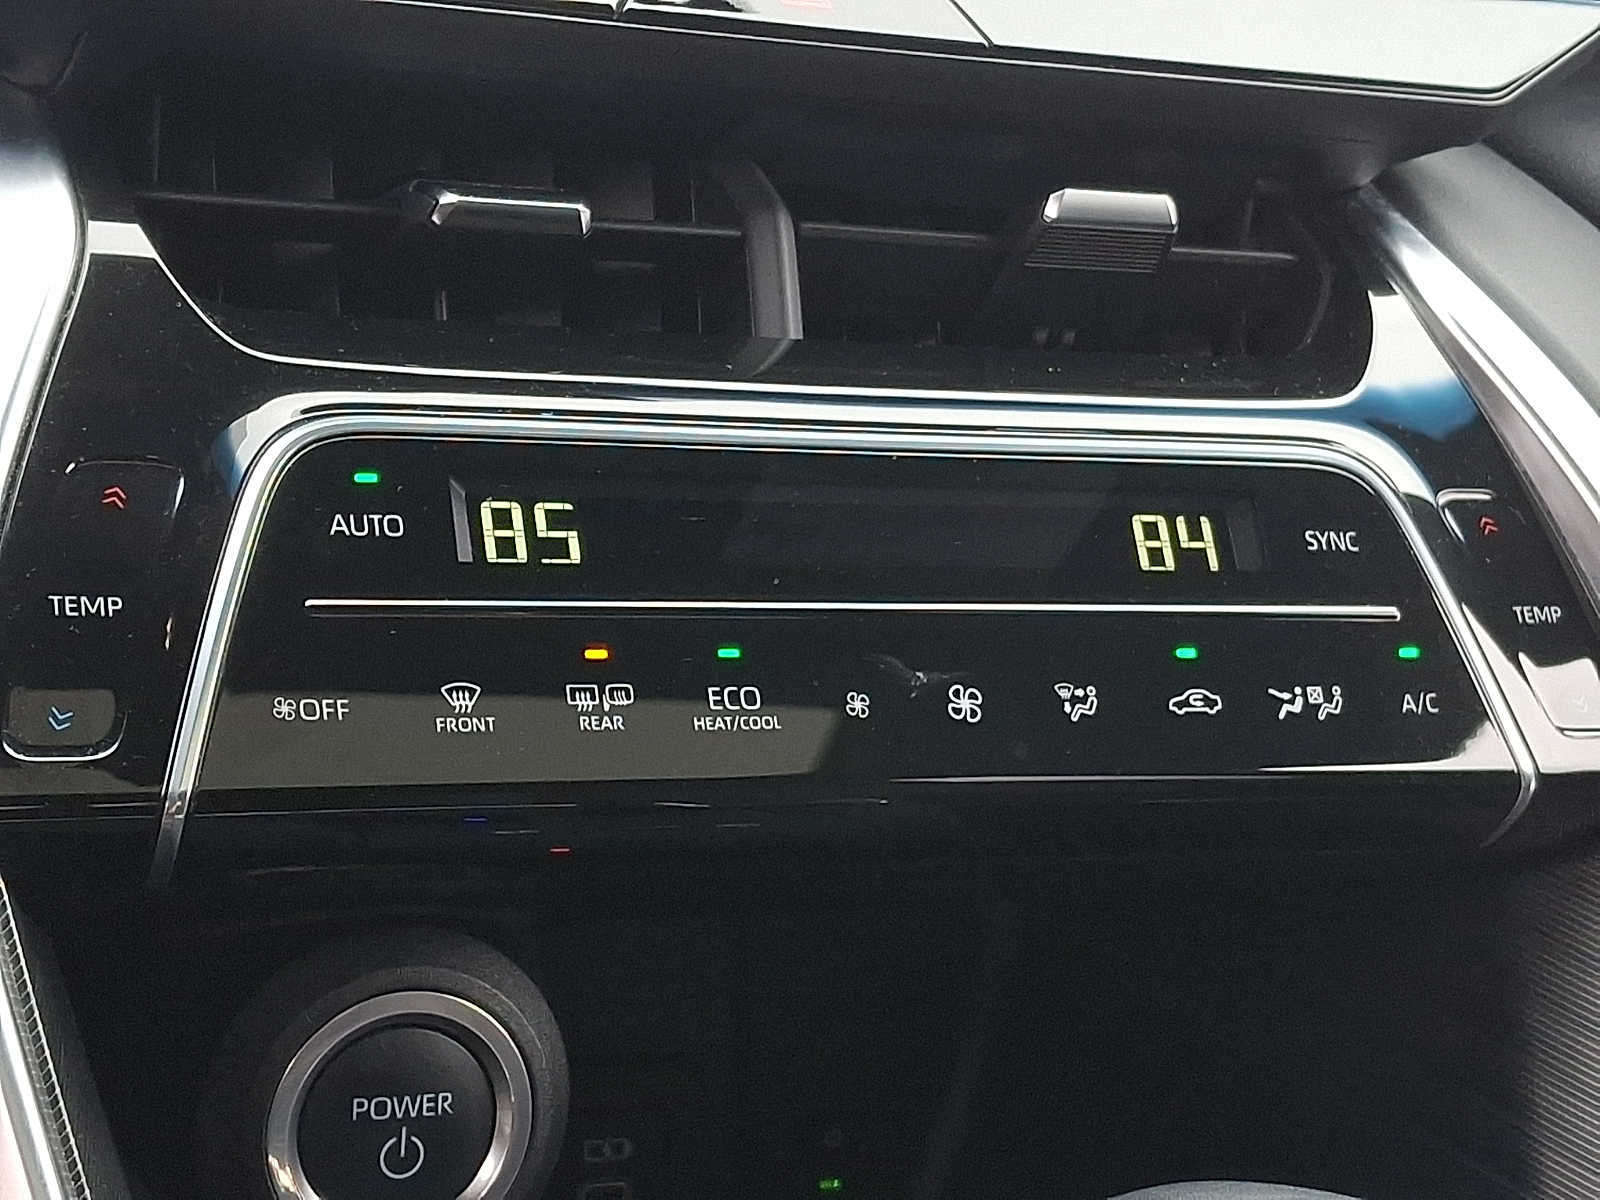 AUTO
85
84
SYNC
TEMP
TEMP
OFF
FRONT
REAR
ECO
HEAT/COOL
A/C
POWER